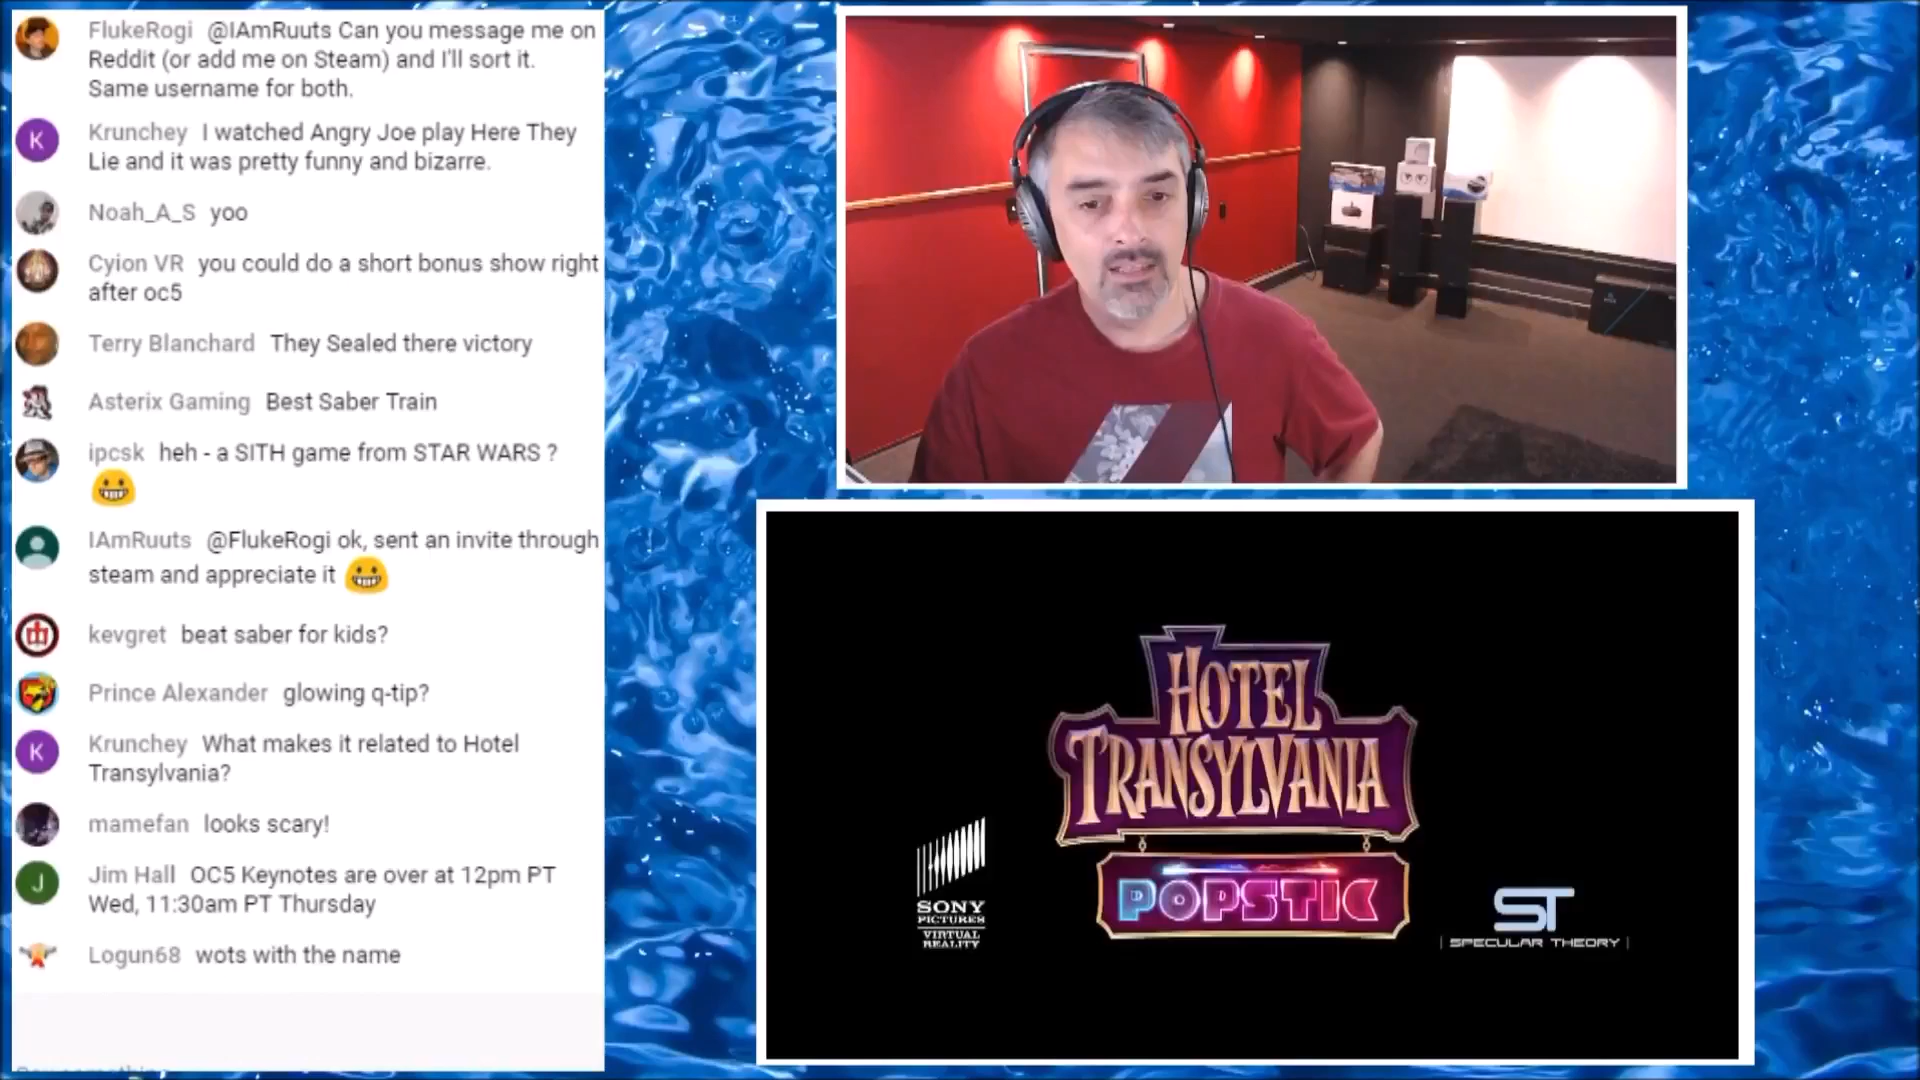 FlukeRogi @IAmRuuts Can you message me on
Reddit (or add me on Steam) and I'll sort it.
Same username for both.
K
Krunchey I watched Angry Joe play Here They
Lie and it was pretty funny and bizarre.
Noah_A_S yoo
Cyion VR you could do a short bonus show right
after oc5
Terry Blanchard They Sealed there victory
Asterix Gaming Best Saber Train
ipcsk heh - a SITH game from STAR WARS ?
IAmRuuts @FlukeRogi ok, sent an invite through
steam and appreciate it
kevgret beat saber for kids?
Prince Alexander glowing q-tip?
K
Krunchey What makes it related to Hotel
Transylvania?
mamefan looks scary!
J
Jim Hall OC5 Keynotes are over at 12pm PT
Wed, 11:30am PT Thursday
Logun68 wots with the name
HOTEL
TRANSYLVANIA
POPSTIC
SONY
PICTURES
VIRTUAL
REALITY
ST
SPECULAR THEORY